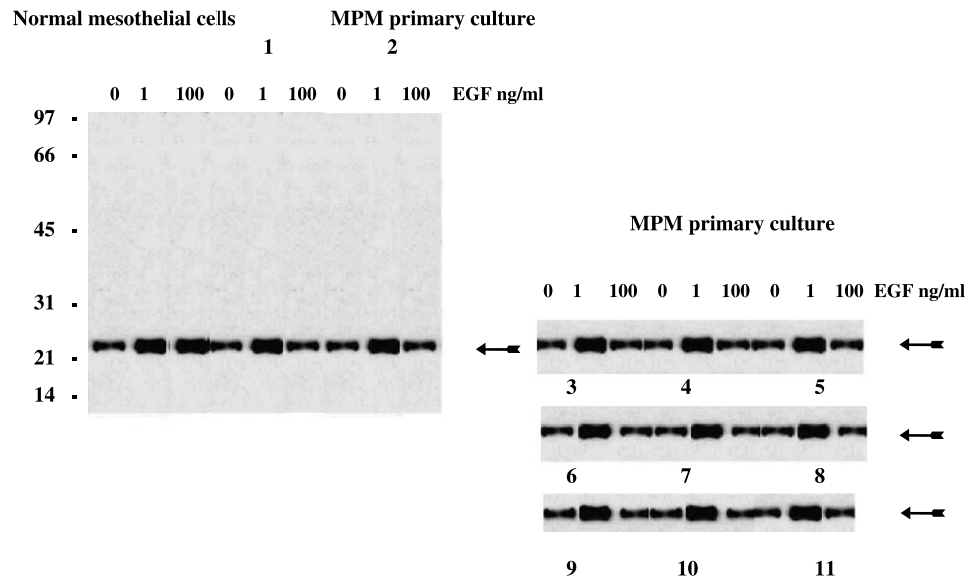 Normal mesothelial cells MPM primary culture
1 2
0 1 100 0 1 100 0 1 100 EGF ng/ml
97
66
45
31
21
14
MPM primary culture
0 1 100 0 1 100 0 1 100 EGF ng/ml
3 4 5
6 7 8
9 10 11